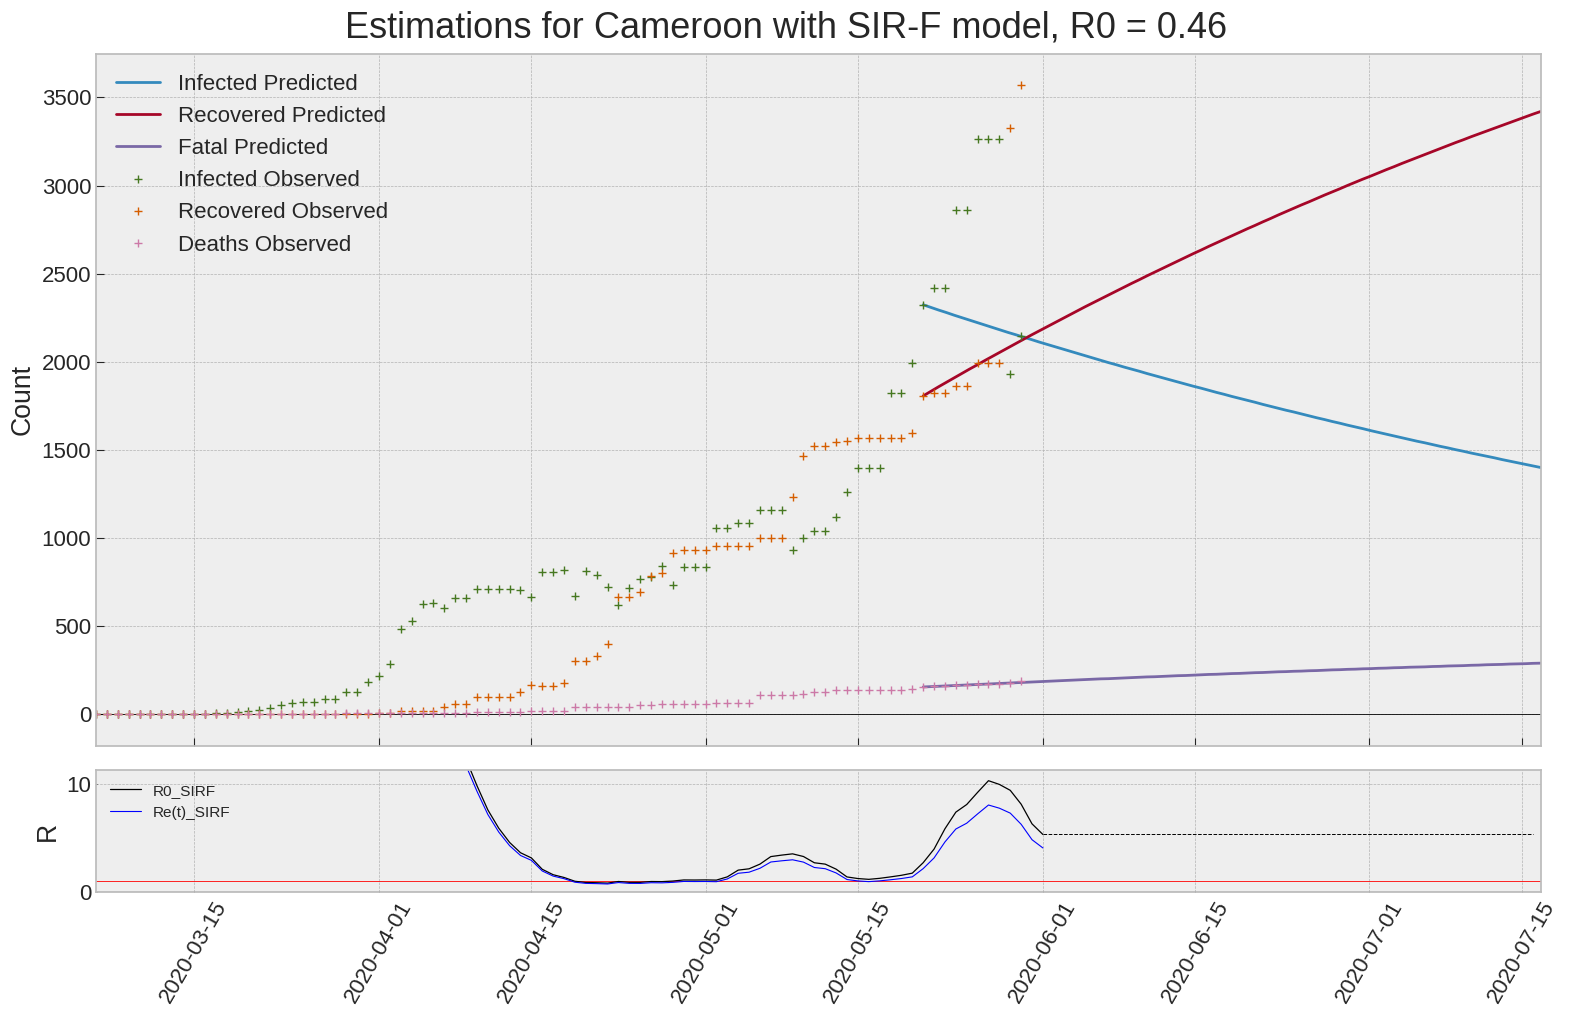 Estimations for Cameroon with SIR-F model, R0 = 0.46
Infected Predicted
Recovered Predicted
Fatal Predicted
Infected Observed
Recovered Observed
Deaths Observed
3500
3000
2500
2000
1500
1000
500
0
Count
R0_SIRF
Re(t)_SIRF
10
0
R
2020-03-15
2020-04-01
2020-04-15
2020-05-01
2020-05-15
2020-06-01
2020-06-15
2020-07-01
2020-07-15